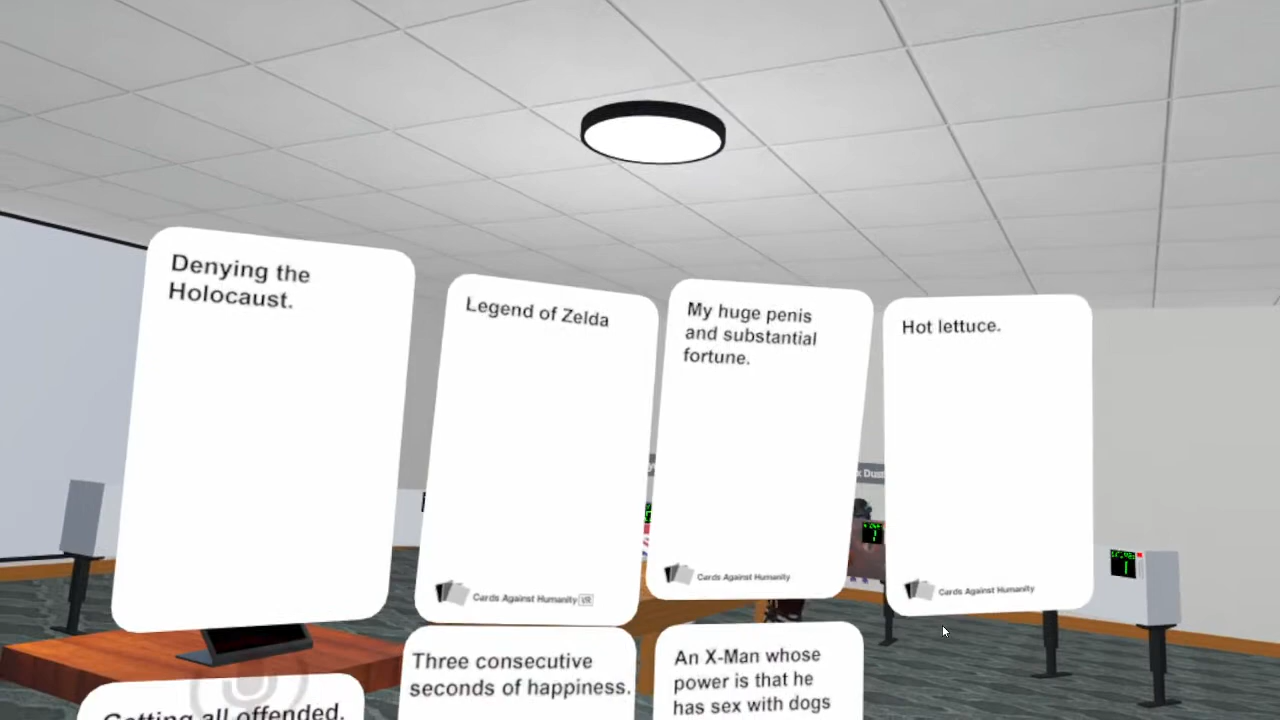 Denying the
Holocaust.
Legend of Zelda
Cards Against Humanity VR
My huge penis
and substantial
fortune.
Cards Against Humanity
Hot lettuce.
Cards Against Humanity
Getting all offended.
Three consecutive
seconds of happiness.
An X-Man whose
power is that he
has sex with dogs